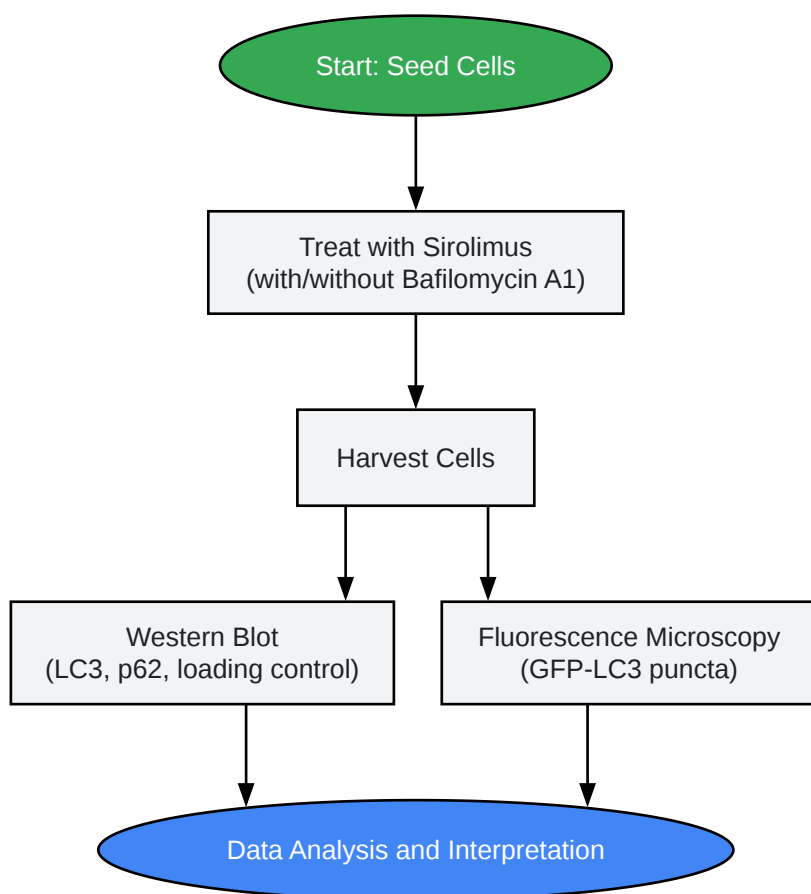 Start: Seed Cells
Treat with Sirolimus
(with/without Bafilomycin A1)
Harvest Cells
Western Blot
(LC3, p62, loading control)
Fluorescence Microscopy
(GFP-LC3 puncta)
Data Analysis and Interpretation